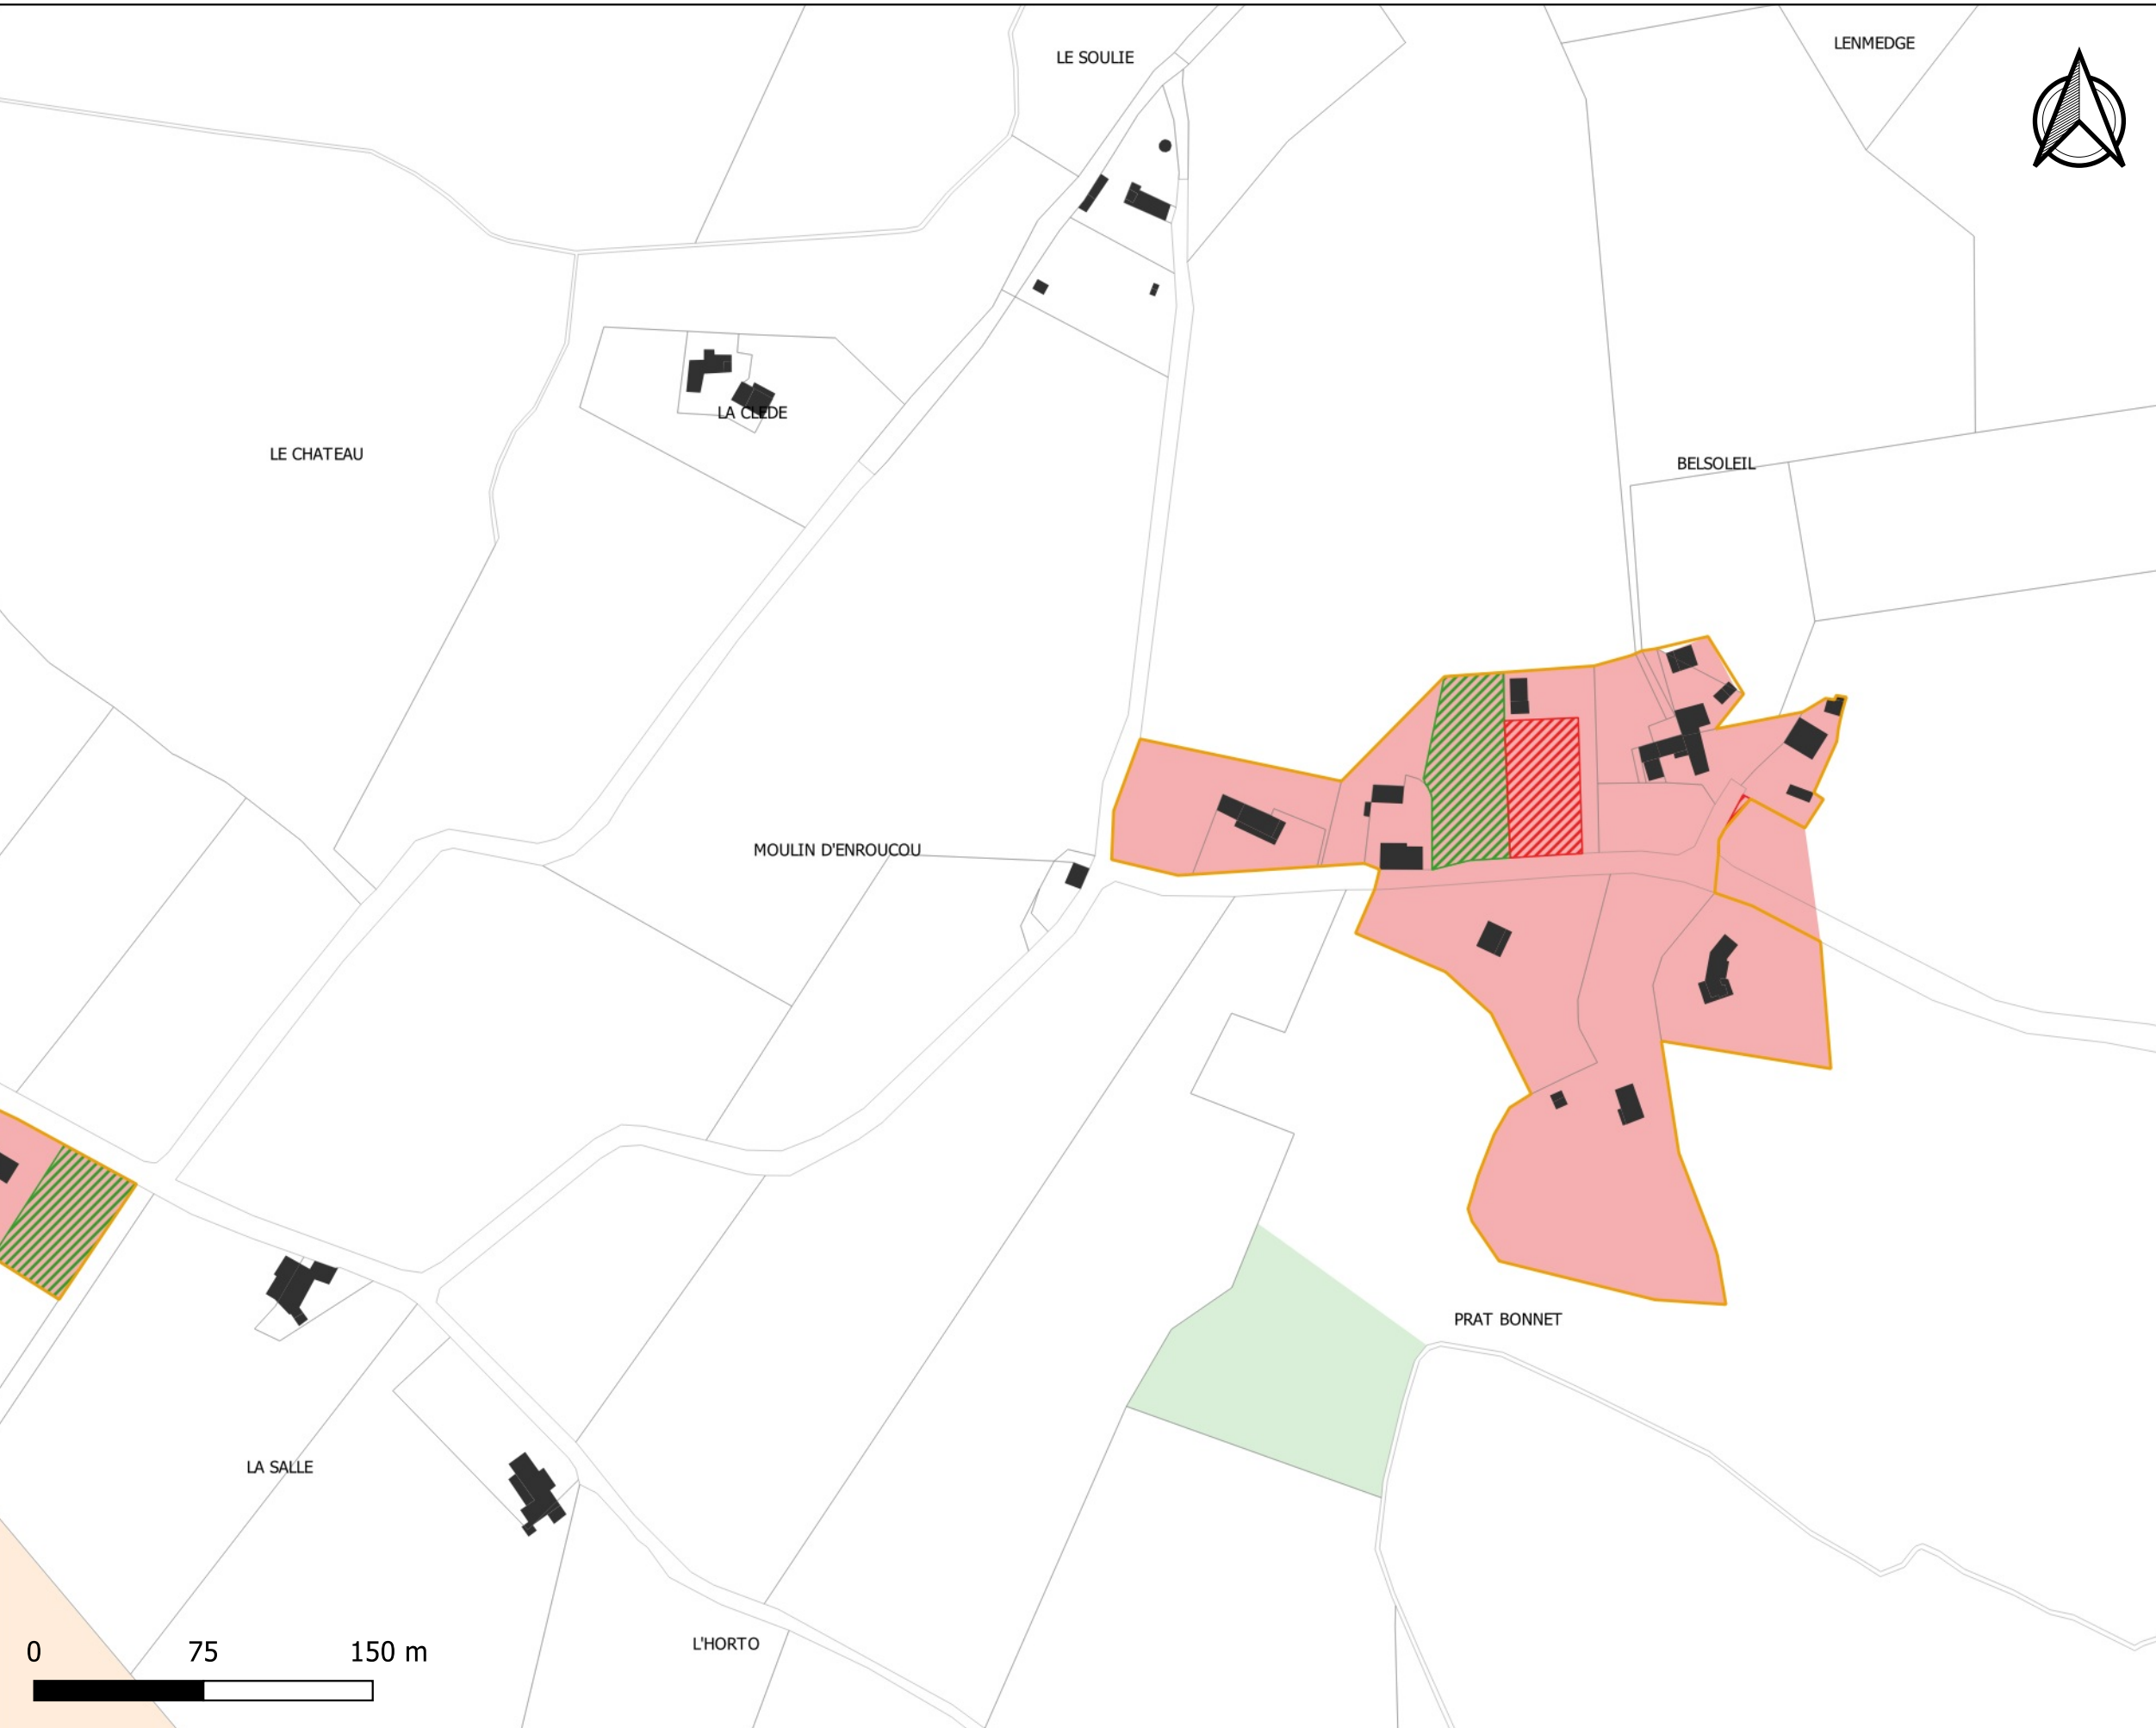 LENMEDGE
LE SOULIE
LA CLEDE
LE CHATEAU
BELSOLEIL
MOULIN D'ENROUCOU
PRAT BONNET
LA SALLE
L'HORTO
0 75 150 m